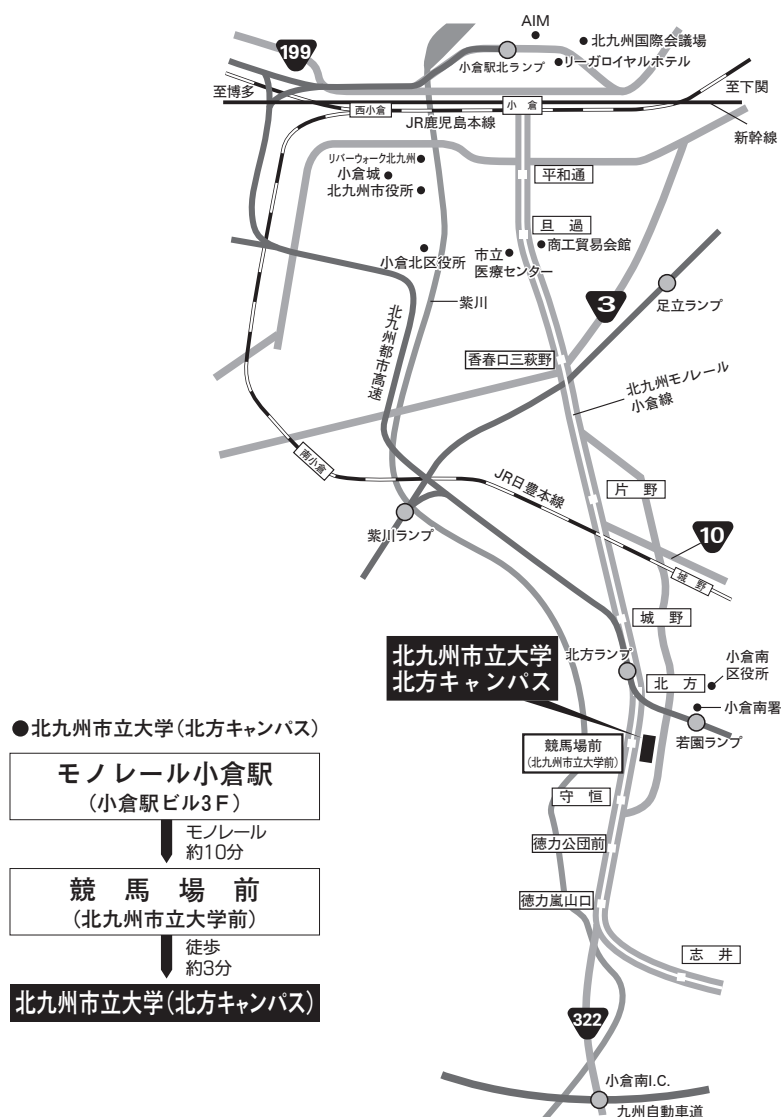 AIM
北九州国際会議場
199
小倉駅北ランプ
リーガロイヤルホテル
至博多
至下関
西小倉
小倉
JR鹿児島本線
新幹線
リバーウォーク北九州
小倉城
北九州市役所
平和通
旦過
商工貿易会館
小倉北区役所
市立
医療センター
紫川
3
足立ランプ
北九州都市高速
香春口三萩野
北九州モノレール
小倉線
南小倉
JR日豊本線
片野
紫川ランプ
10
城野
城野
北九州市立大学
北方キャンパス
北方ランプ
小倉南
区役所
北方
小倉南署
若園ランプ
競馬場前
(北九州市立大学前)
守恒
徳力公団前
徳力嵐山口
志井
322
小倉南I.C.
九州自動車道
●北九州市立大学(北方キャンパス)
モノレール小倉駅
(小倉駅ビル3F)
モノレール
約10分
競馬場前
(北九州市立大学前)
徒歩
約3分
北九州市立大学(北方キャンパス)